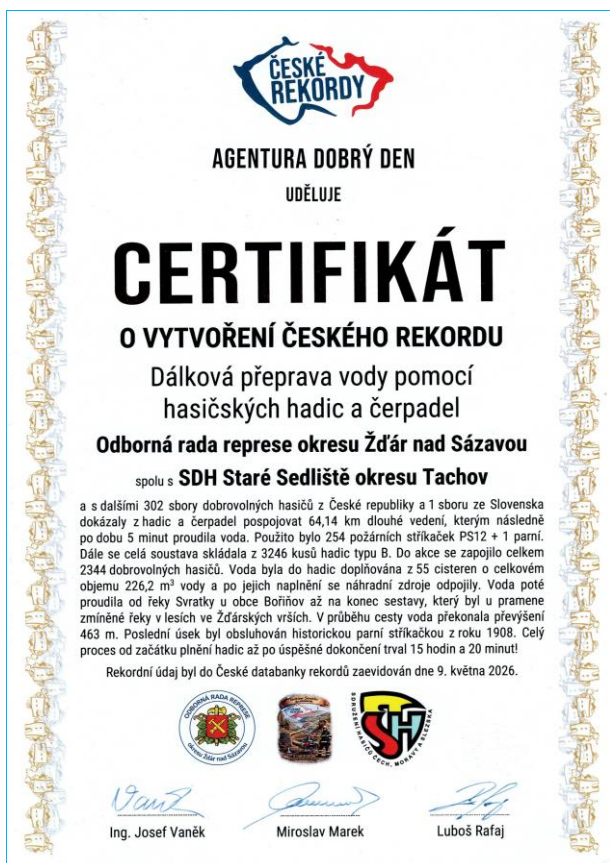 ČESKÉ
REKORDY
AGENTURA DOBRÝ DEN
UDĚLUJE
CERTIFIKÁT
O VYTVOŘENÍ ČESKÉHO REKORDU
Dálková přeprava vody pomocí
hasičských hadic a čerpadel
Odborná rada represe okresu Žďár nad Sázavou
spolu s SDH Staré Sedliště okresu Tachov
a s dalšími 302 sbory dobrovolných hasičů z České republiky a 1 sboru ze Slovenska
dokázaly z hadic a čerpadel pospojovat 64,14 km dlouhé vedení, kterým následně
po dobu 5 minut proudila voda. Použito bylo 254 požárních stříkaček PS12 + 1 parní.
Dále se celá soustava skládala z 3246 kusů hadic typu B. Do akce se zapojilo celkem
2344 dobrovolných hasičů. Voda byla do hadic doplňována z 55 cisteren o celkovém
objemu 226,2 m³ vody a po jejich naplnění se náhradní zdroje odpojily. Voda poté
proudila od řeky Svratky u obce Bořiňov až na konec sestavy, který byl u pramene
zmíněné řeky v lesích ve Žďárských vrších. V průběhu cesty voda překonala převýšení
463 m. Poslední úsek byl obsluhován historickou parní stříkačkou z roku 1908. Celý
proces od začátku plnění hadic až po úspěšné dokončení trval 15 hodin a 20 minut!
Rekordní údaj byl do České databanky rekordů zaevidován dne 9. května 2026.
ODBORNÁ RADA REPRESE
okresu Žďár nad Sázavou
SDRUŽENÍ HASIČŮ ČECH, MORAVY A SLEZSKA
Ing. Josef Vaněk
Miroslav Marek
Luboš Rafaj